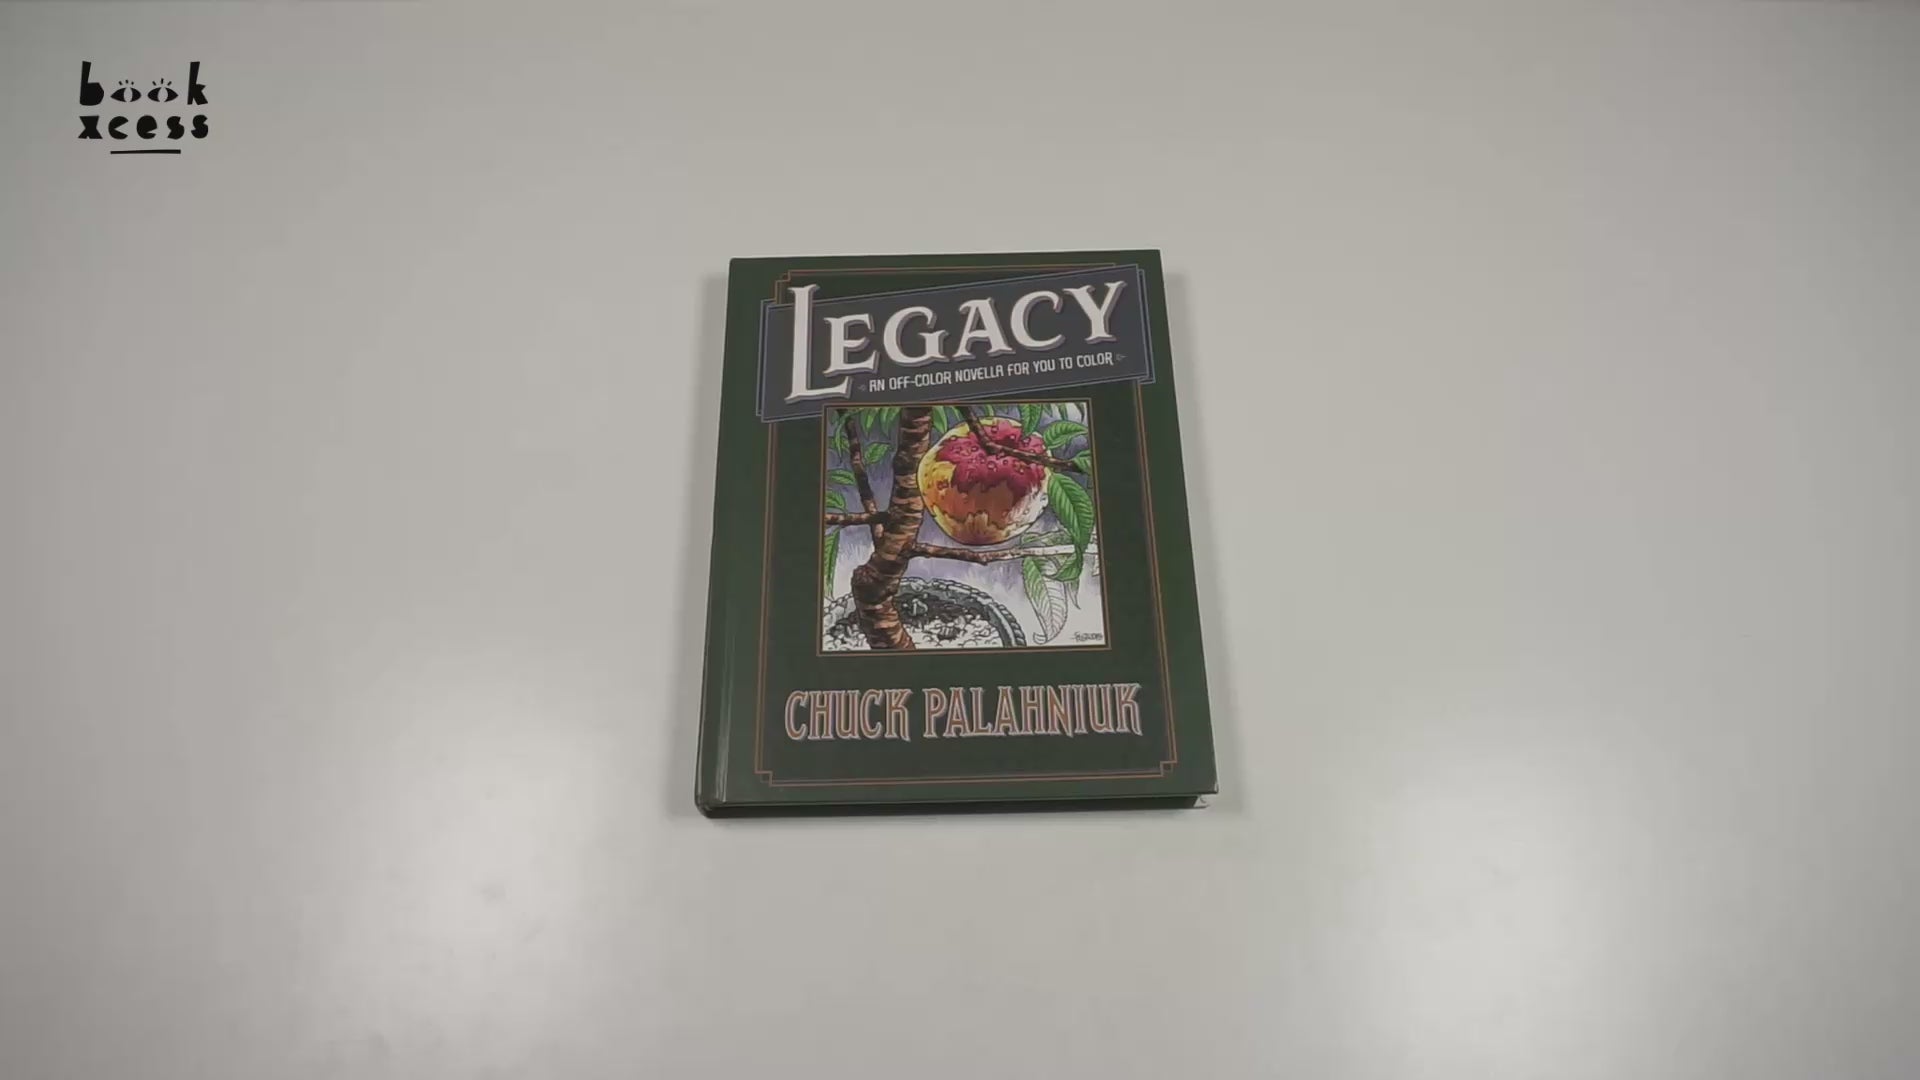 book
xcess
LEGACY
AN OFF-COLOR NOVELLA FOR YOU TO COLOR
CHUCK PALAHNIUK